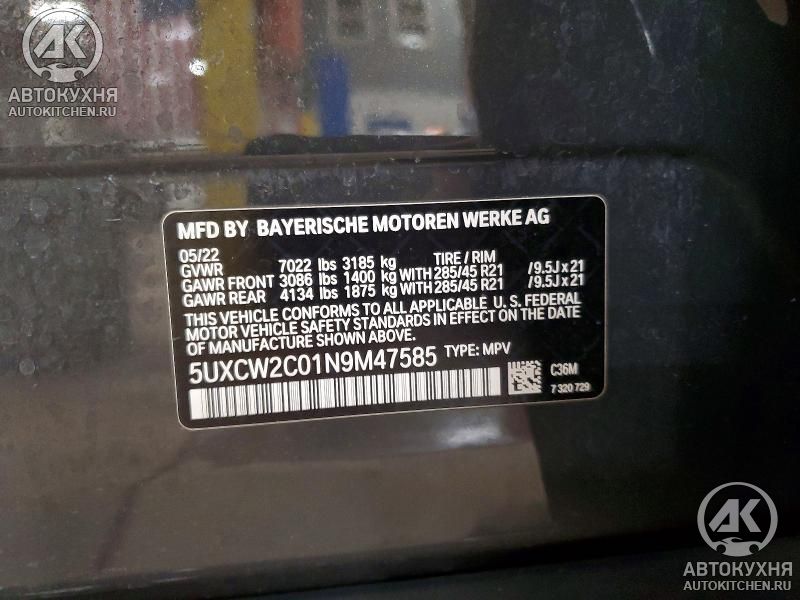 АК
АВТОКУХНЯ
AUTOKITCHEN.RU
MFD BY BAYERISCHE MOTOREN WERKE AG
05/22
GVWR 7022 lbs 3185 kg TIRE / RIM
GAWR FRONT 3086 lbs 1400 kg WITH 285/45 R21 / 9.5J x 21
GAWR REAR 4134 lbs 1875 kg WITH 285/45 R21 / 9.5J x 21
THIS VEHICLE CONFORMS TO ALL APPLICABLE U. S. FEDERAL
MOTOR VEHICLE SAFETY STANDARDS IN EFFECT ON THE DATE
OF MANUFACTURE SHOWN ABOVE.
5UXCW2C01N9M47585 TYPE: MPV
C36M
7 320 729
АК
АВТОКУХНЯ
AUTOKITCHEN.RU